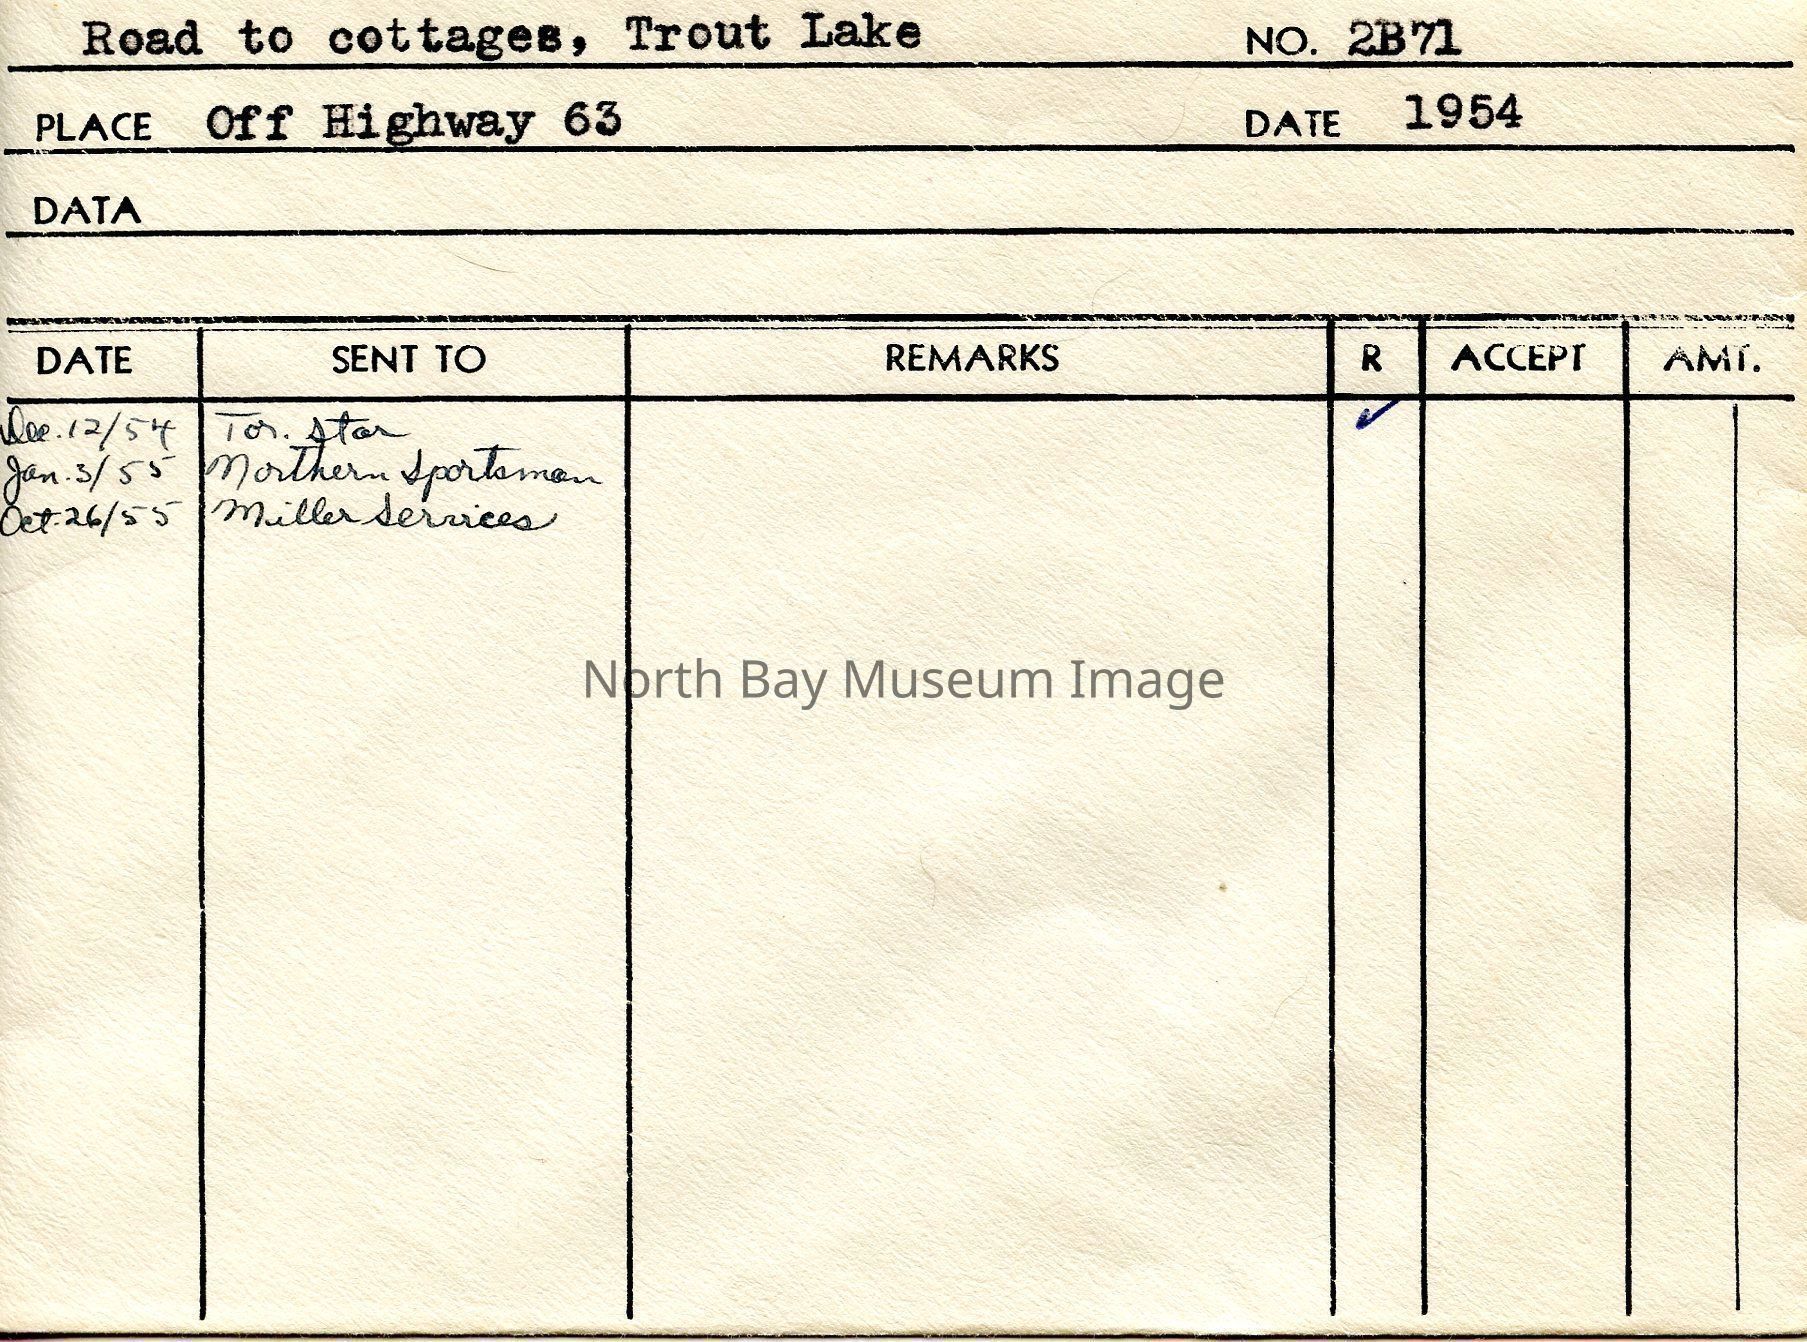 Road to cottages, Trout Lake NO. 2B71
PLACE Off Highway 63 DATE 1954
DATA
DATE SENT TO REMARKS R ACCEPT AMT.
Dec. 12/54 Tor. Star ✓
Jan. 3/55 Northern Sportsman
Oct. 26/55 Miller Services
North Bay Museum Image